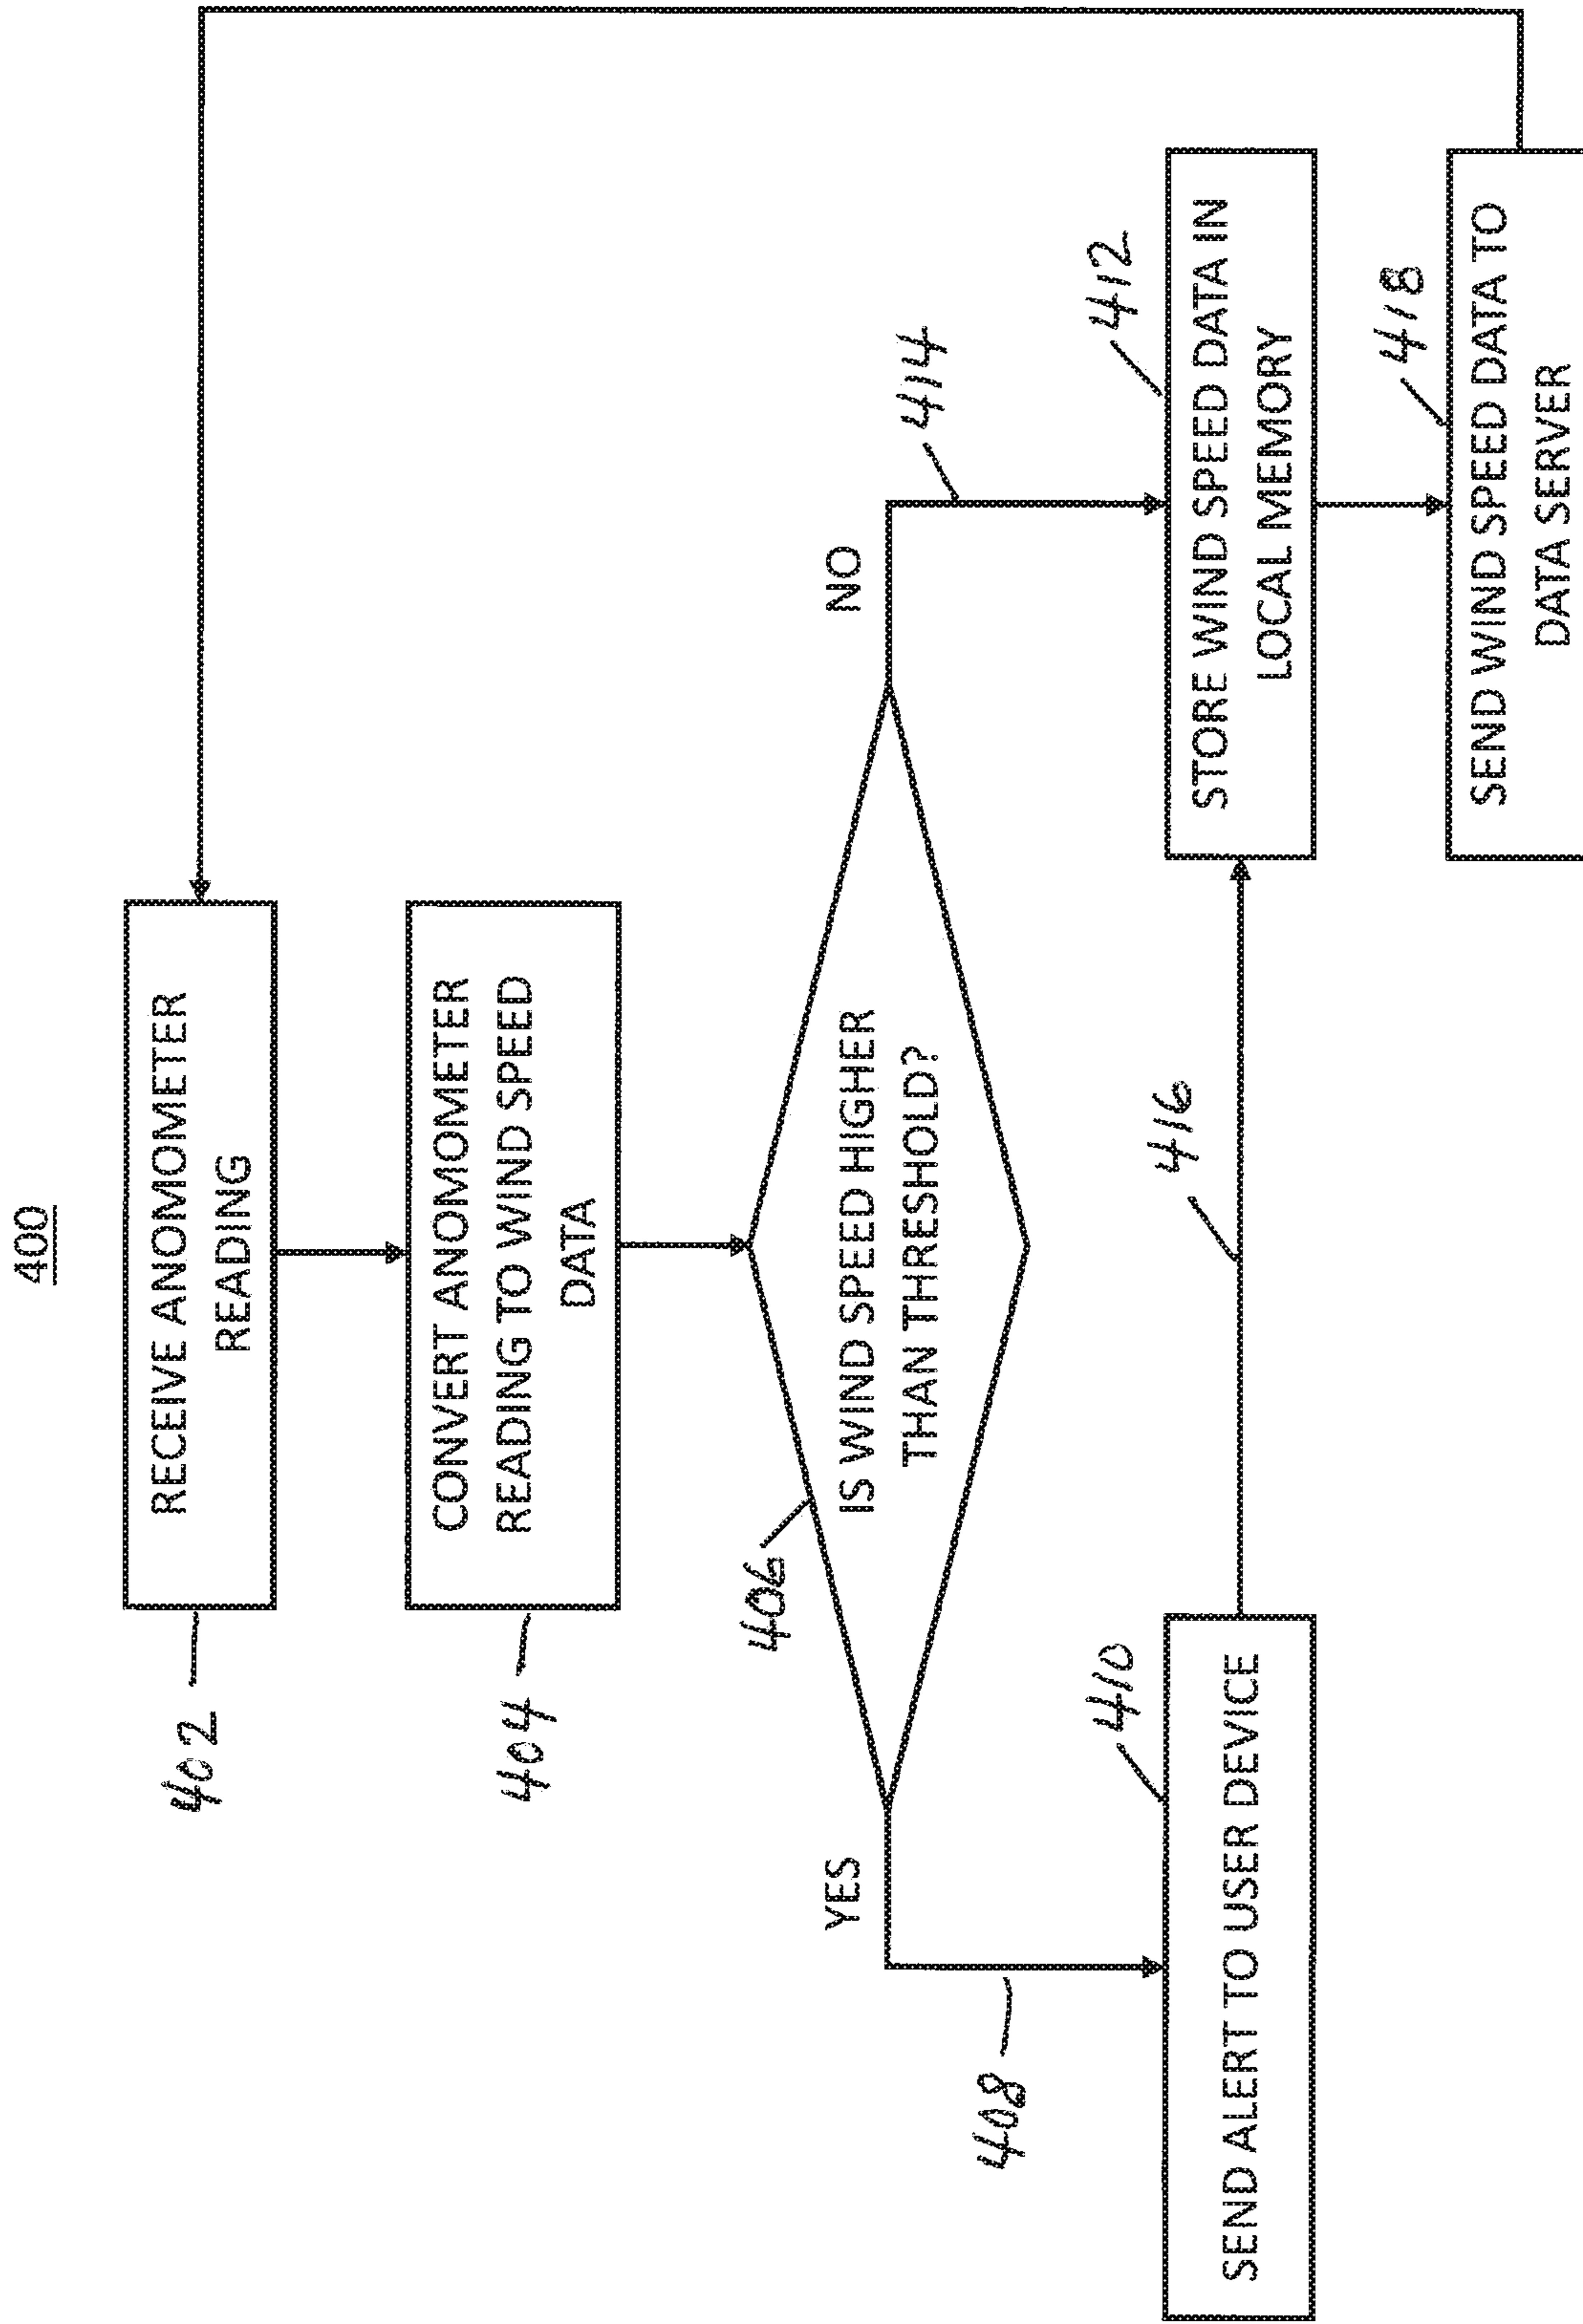 400
402
RECEIVE ANOMOMETER
READING
404
CONVERT ANOMOMETER
READING TO WIND SPEED
DATA
406
IS WIND SPEED HIGHER
THAN THRESHOLD?
YES
NO
408
414
410
SEND ALERT TO USER DEVICE
416
412
STORE WIND SPEED DATA IN
LOCAL MEMORY
418
SEND WIND SPEED DATA TO
DATA SERVER